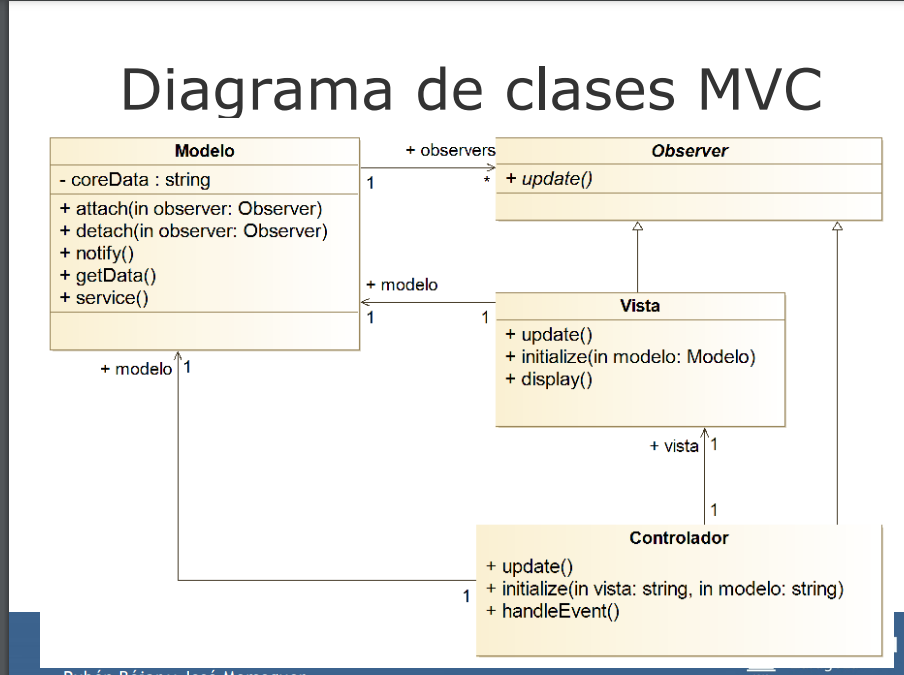 Diagrama de clases MVC
Modelo
- coreData : string
+ attach(in observer: Observer)
+ detach(in observer: Observer)
+ notify()
+ getData()
+ service()
+ observers
1
*
Observer
+ update()
+ modelo
1
1
Vista
+ update()
+ initialize(in modelo: Modelo)
+ display()
+ modelo
1
+ vista
1
1
Controlador
+ update()
+ initialize(in vista: string, in modelo: string)
+ handleEvent()
1